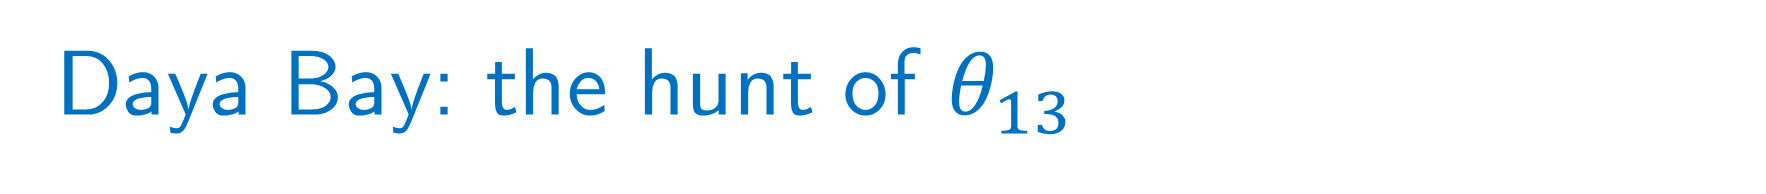 Daya Bay: the hunt of θ₁₃